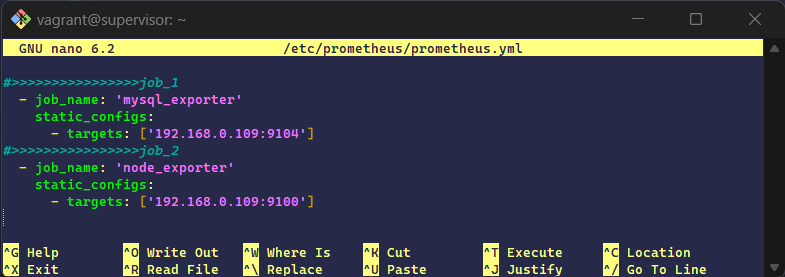 vagrant@supervisor: ~
GNU nano 6.2 /etc/prometheus/prometheus.yml
#>>>>>>>>>>>>>>>>job_1
- job_name: 'mysql_exporter'
static_configs:
- targets: ['192.168.0.109:9104']
#>>>>>>>>>>>>>>>>job_2
- job_name: 'node_exporter'
static_configs:
- targets: ['192.168.0.109:9100']
^G Help ^O Write Out ^W Where Is ^K Cut ^T Execute ^C Location
^X Exit ^R Read File ^\ Replace ^U Paste ^J Justify ^/ Go To Line